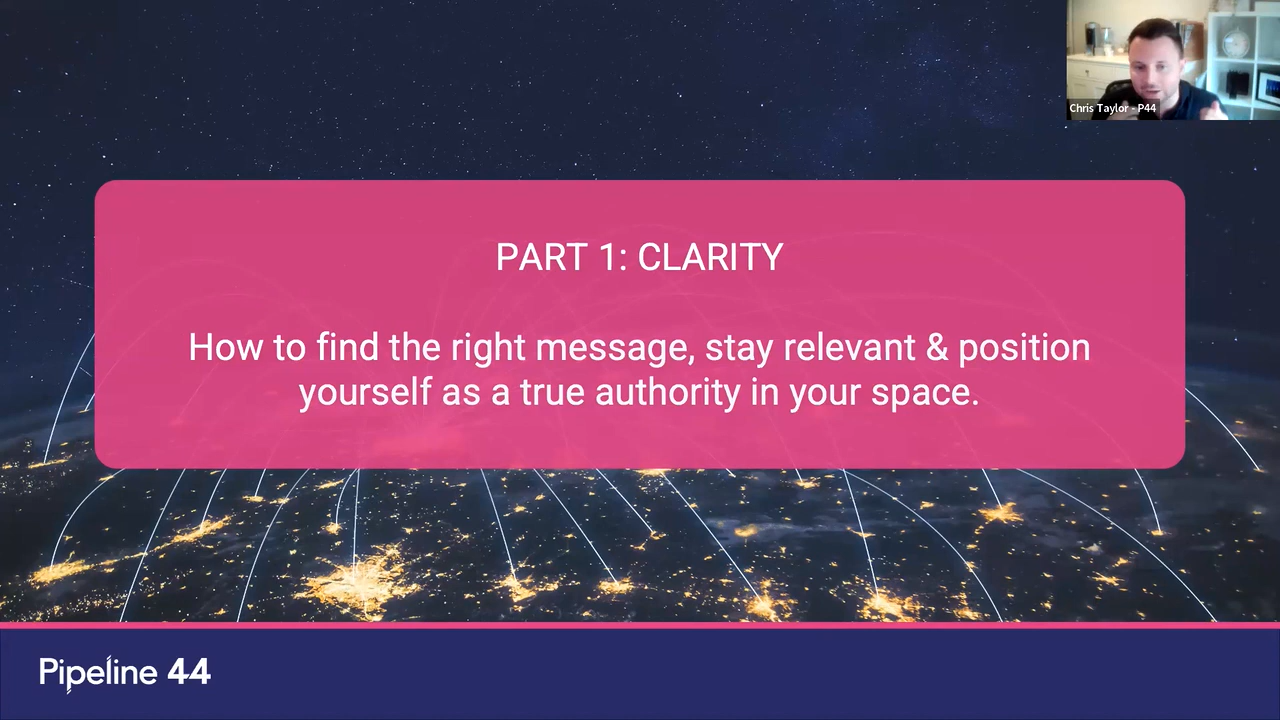 Chris Taylor - P44
PART 1: CLARITY
How to find the right message, stay relevant & position
yourself as a true authority in your space.
Pipeline 44